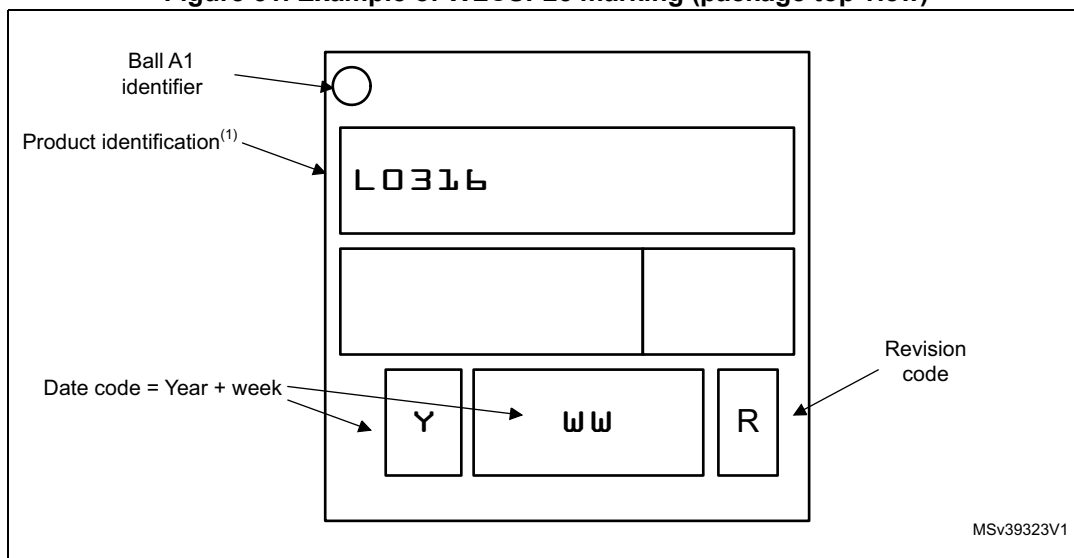 Ball A1
identifier
Product identification(1)
L0316
Date code = Year + week
Y
WW
R
Revision
code
MSv39323V1